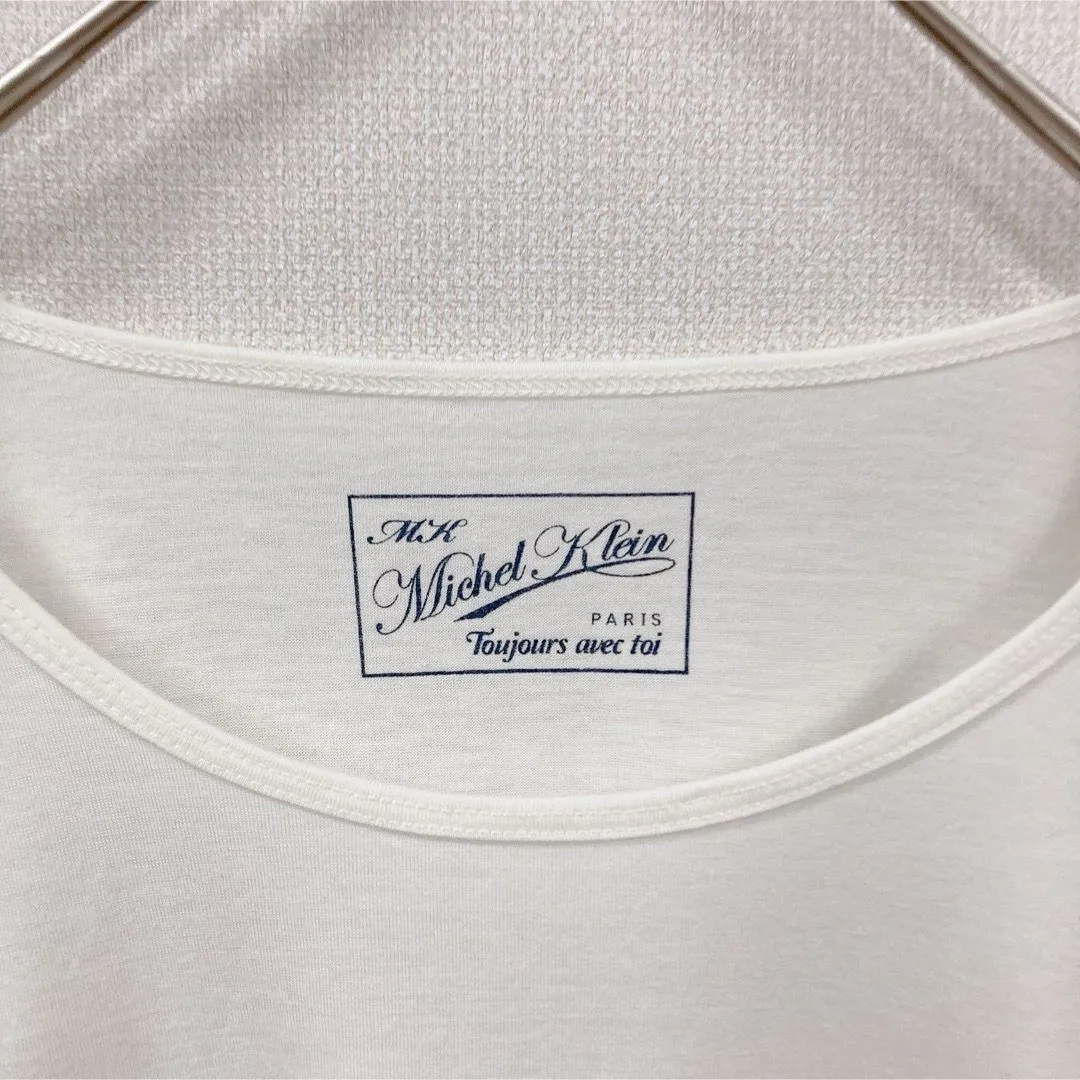 MK
Michel Klein
PARIS
Toujours avec toi